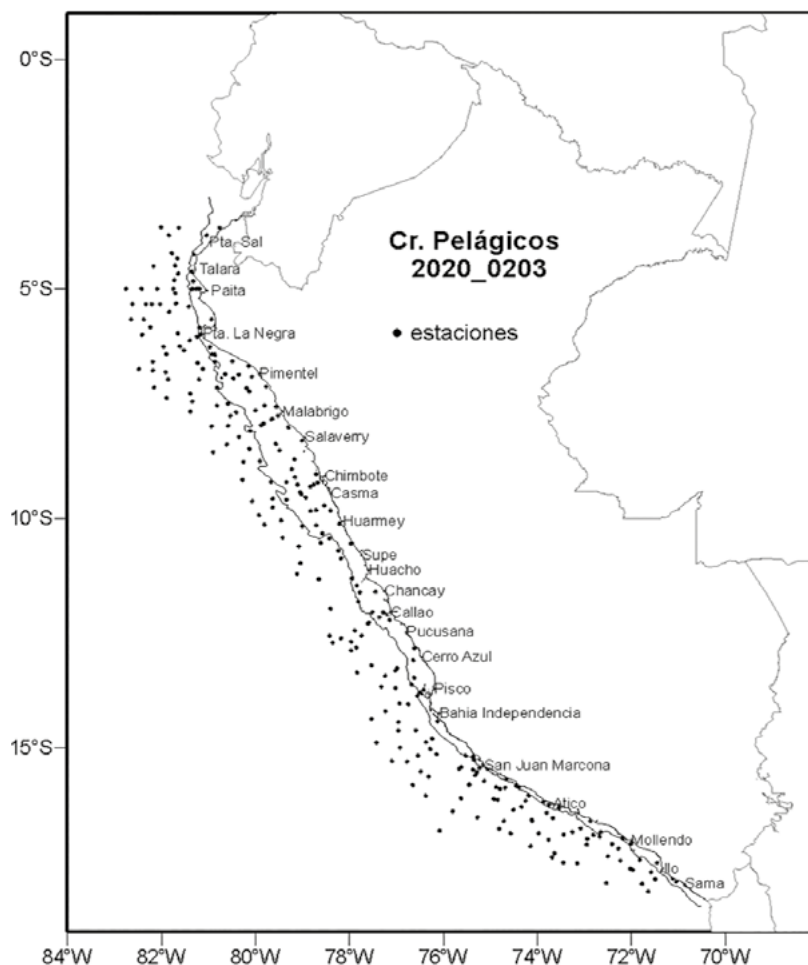 0°S
Cr. Pelágicos
2020_0203
Pta. Sal
Talara
5°S
Paita
Pta. La Negra
estaciones
Pimentel
Malabrigo
Salaverry
Chimbote
Casma
10°S
Huarmey
Supe
Huacho
Chancay
Callao
Pucusana
Cerro Azul
Pisco
Bahia Independencia
15°S
San Juan Marcona
Atico
Mollendo
Ilo
Sama
84°W 82°W 80°W 78°W 76°W 74°W 72°W 70°W